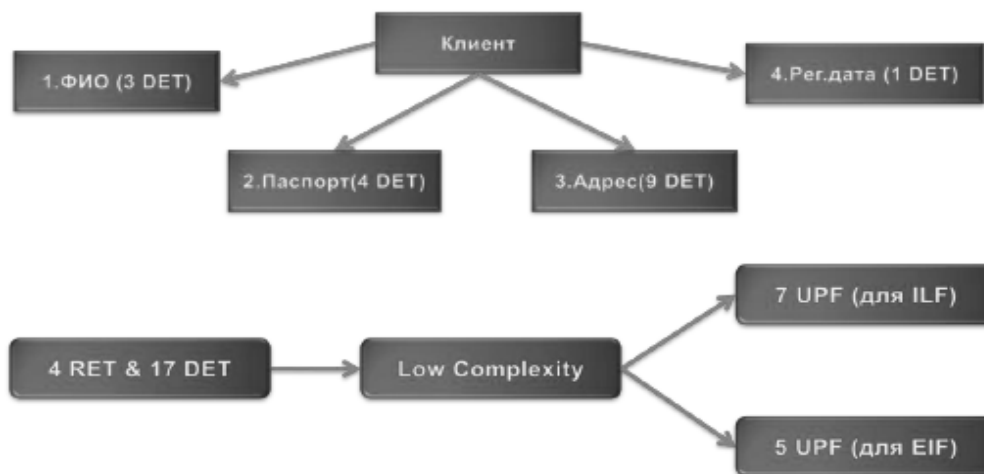 Клиент
1.ФИО (3 DET)
4.Рег.дата (1 DET)
2.Паспорт(4 DET)
3.Адрес(9 DET)
7 UPF (для ILF)
4 RET & 17 DET
Low Complexity
5 UPF (для EIF)